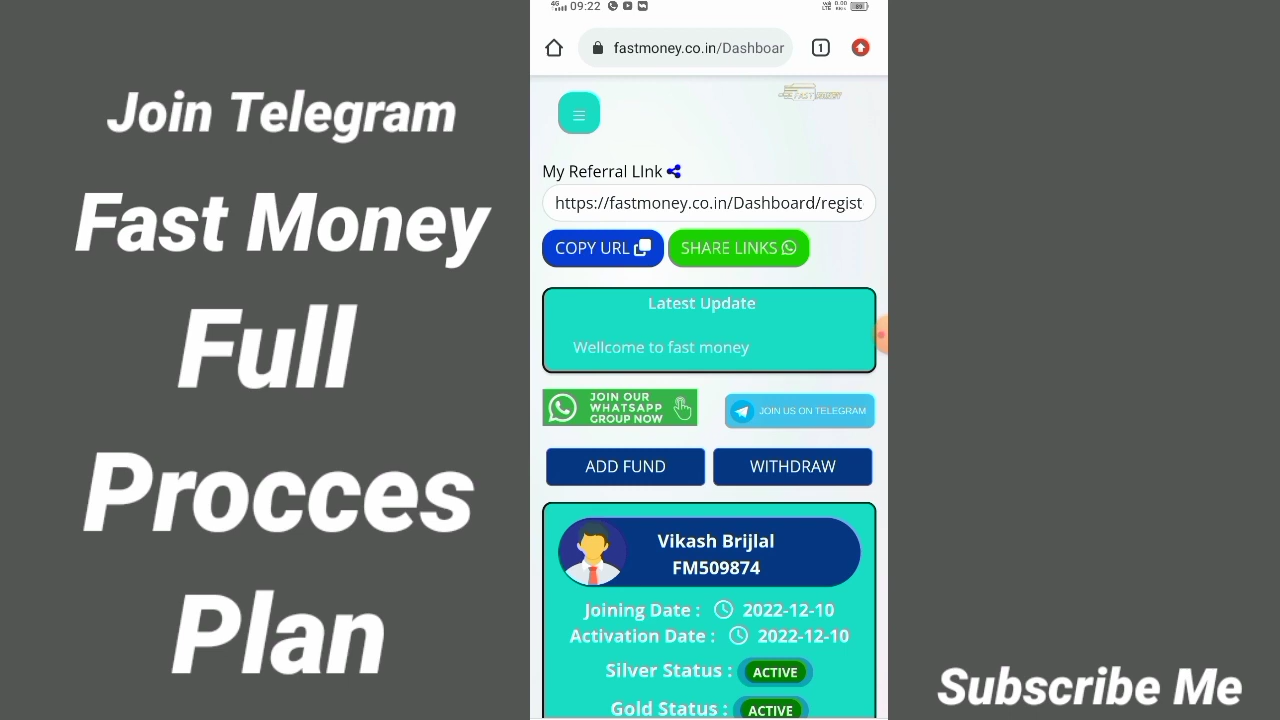 Join Telegram
Fast Money
Full
Procces
Plan
4G 09:22
89
fastmoney.co.in/Dashboar
1
My Referral LInk
https://fastmoney.co.in/Dashboard/regist
COPY URL
SHARE LINKS
Latest Update
Wellcome to fast money
JOIN OUR
WHATSAPP
GROUP NOW
JOIN US ON TELEGRAM
ADD FUND
WITHDRAW
Vikash Brijlal
FM509874
Joining Date : 2022-12-10
Activation Date : 2022-12-10
Silver Status : ACTIVE
Gold Status : ACTIVE
Subscribe Me